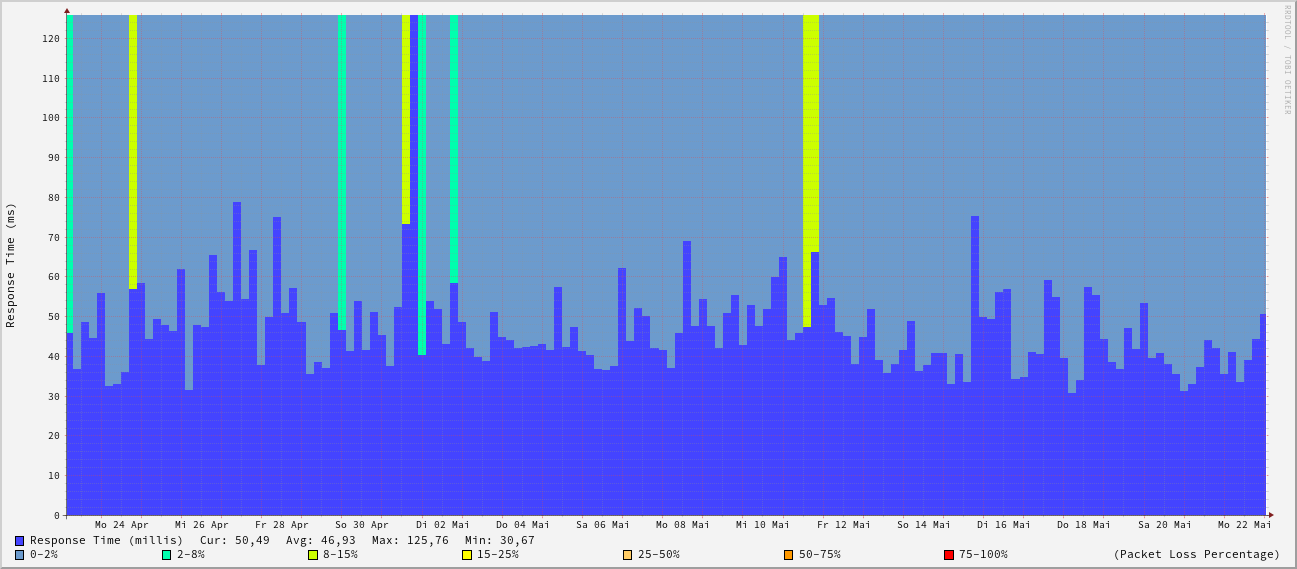 RRDTOOL / TOBI OETIKER
Response Time (ms)
120
110
100
90
80
70
60
50
40
30
20
10
0
Mo 24 Apr Mi 26 Apr Fr 28 Apr So 30 Apr Di 02 Mai Do 04 Mai Sa 06 Mai Mo 08 Mai Mi 10 Mai Fr 12 Mai So 14 Mai Di 16 Mai Do 18 Mai Sa 20 Mai Mo 22 Mai
Response Time (millis) Cur: 50,49 Avg: 46,93 Max: 125,76 Min: 30,67
0-2% 2-8% 8-15% 15-25% 25-50% 50-75% 75-100% (Packet Loss Percentage)